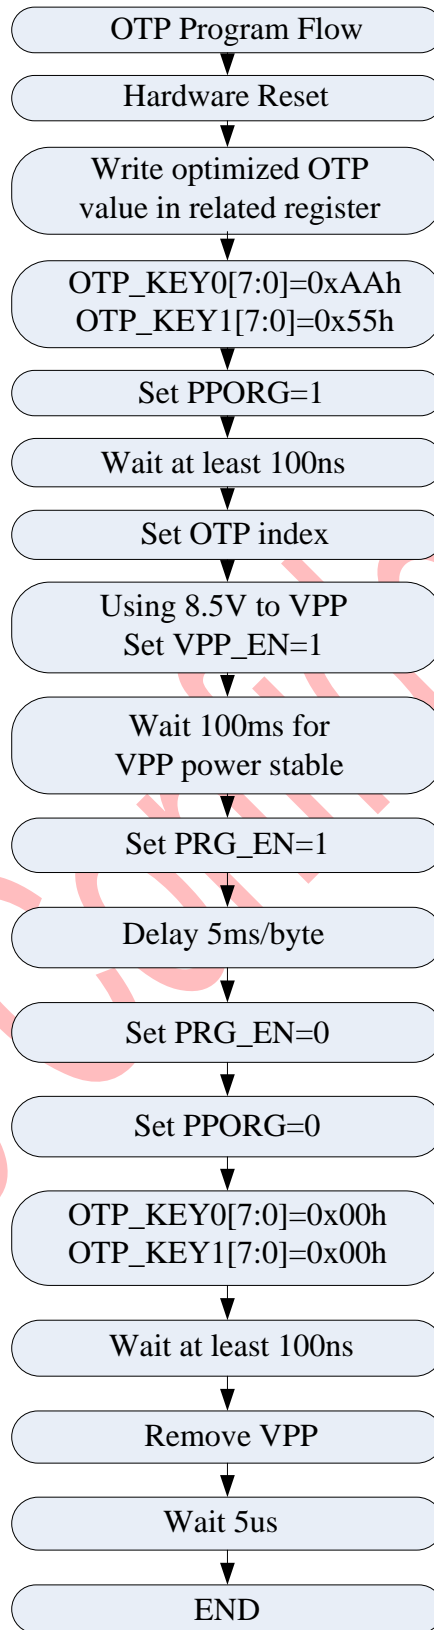 OTP Program Flow
Hardware Reset
Write optimized OTP
value in related register
OTP_KEY0[7:0]=0xAAh
OTP_KEY1[7:0]=0x55h
Set PPORG=1
Wait at least 100ns
Set OTP index
Using 8.5V to VPP
Set VPP_EN=1
Wait 100ms for
VPP power stable
Set PRG_EN=1
Delay 5ms/byte
Set PRG_EN=0
Set PPORG=0
OTP_KEY0[7:0]=0x00h
OTP_KEY1[7:0]=0x00h
Wait at least 100ns
Remove VPP
Wait 5us
END